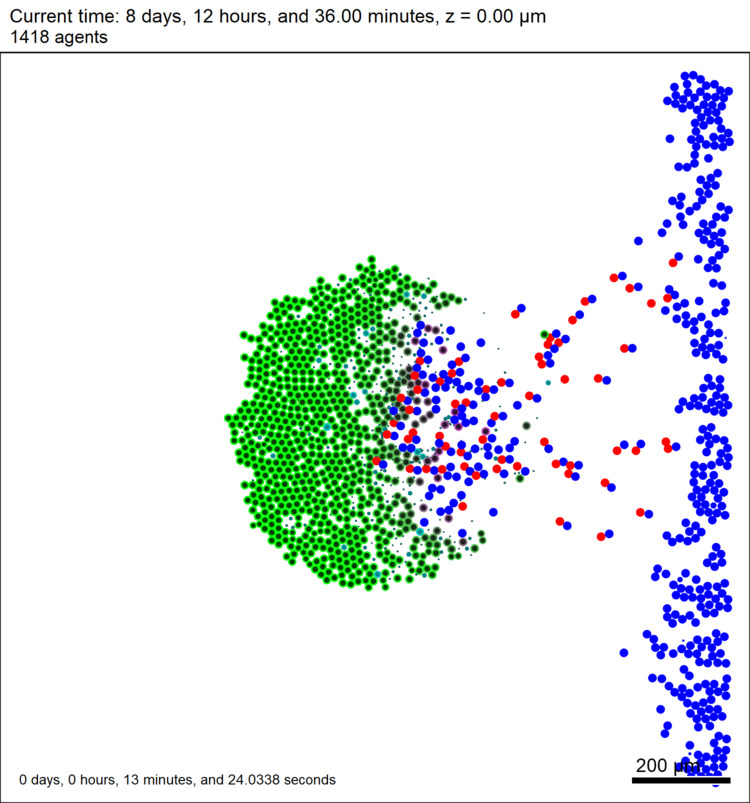 Current time: 8 days, 12 hours, and 36.00 minutes, z = 0.00 μm
1418 agents
200 μm
0 days, 0 hours, 13 minutes, and 24.0338 seconds